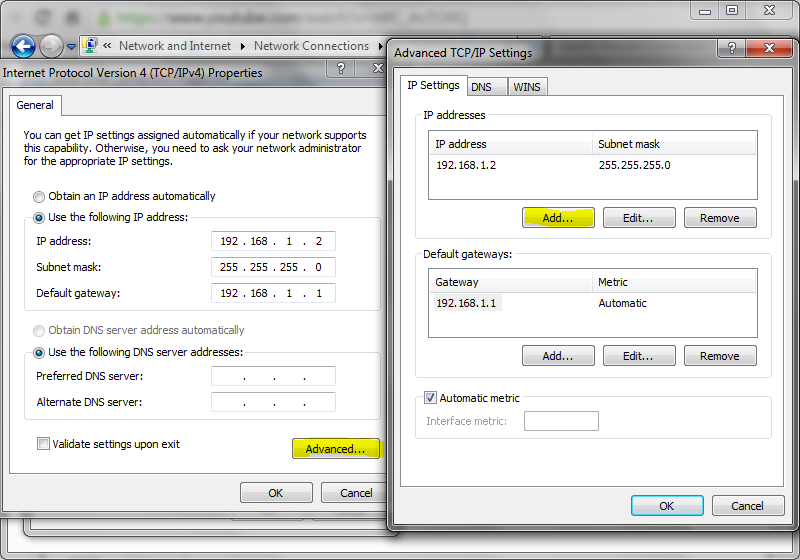 https://www.youtube.com/watch?v=
« Network and Internet ▸ Network Connections ▸
Internet Protocol Version 4 (TCP/IPv4) Properties
General
You can get IP settings assigned automatically if your network supports
this capability. Otherwise, you need to ask your network administrator
for the appropriate IP settings.
Obtain an IP address automatically
Use the following IP address:
IP address: 192 . 168 . 1 . 2
Subnet mask: 255 . 255 . 255 . 0
Default gateway: 192 . 168 . 1 . 1
Obtain DNS server address automatically
Use the following DNS server addresses:
Preferred DNS server: . . .
Alternate DNS server: . . .
Validate settings upon exit
Advanced...
OK Cancel
Advanced TCP/IP Settings
IP Settings DNS WINS
IP addresses
IP address Subnet mask
192.168.1.2 255.255.255.0
Add... Edit... Remove
Default gateways:
Gateway Metric
192.168.1.1 Automatic
Add... Edit... Remove
Automatic metric
Interface metric:
OK Cancel